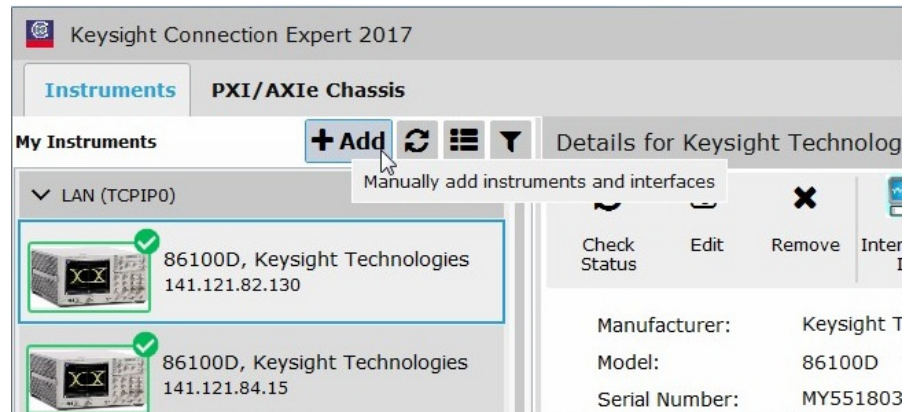 Keysight Connection Expert 2017
Instruments PXI/AXIe Chassis
My Instruments
+ Add
Details for Keysight Technolog
Manually add instruments and interfaces
LAN (TCPIP0)
Check
Status
Edit
Remove
86100D, Keysight Technologies
141.121.82.130
86100D, Keysight Technologies
141.121.84.15
Manufacturer: Keysight T
Model: 86100D
Serial Number: MY551803